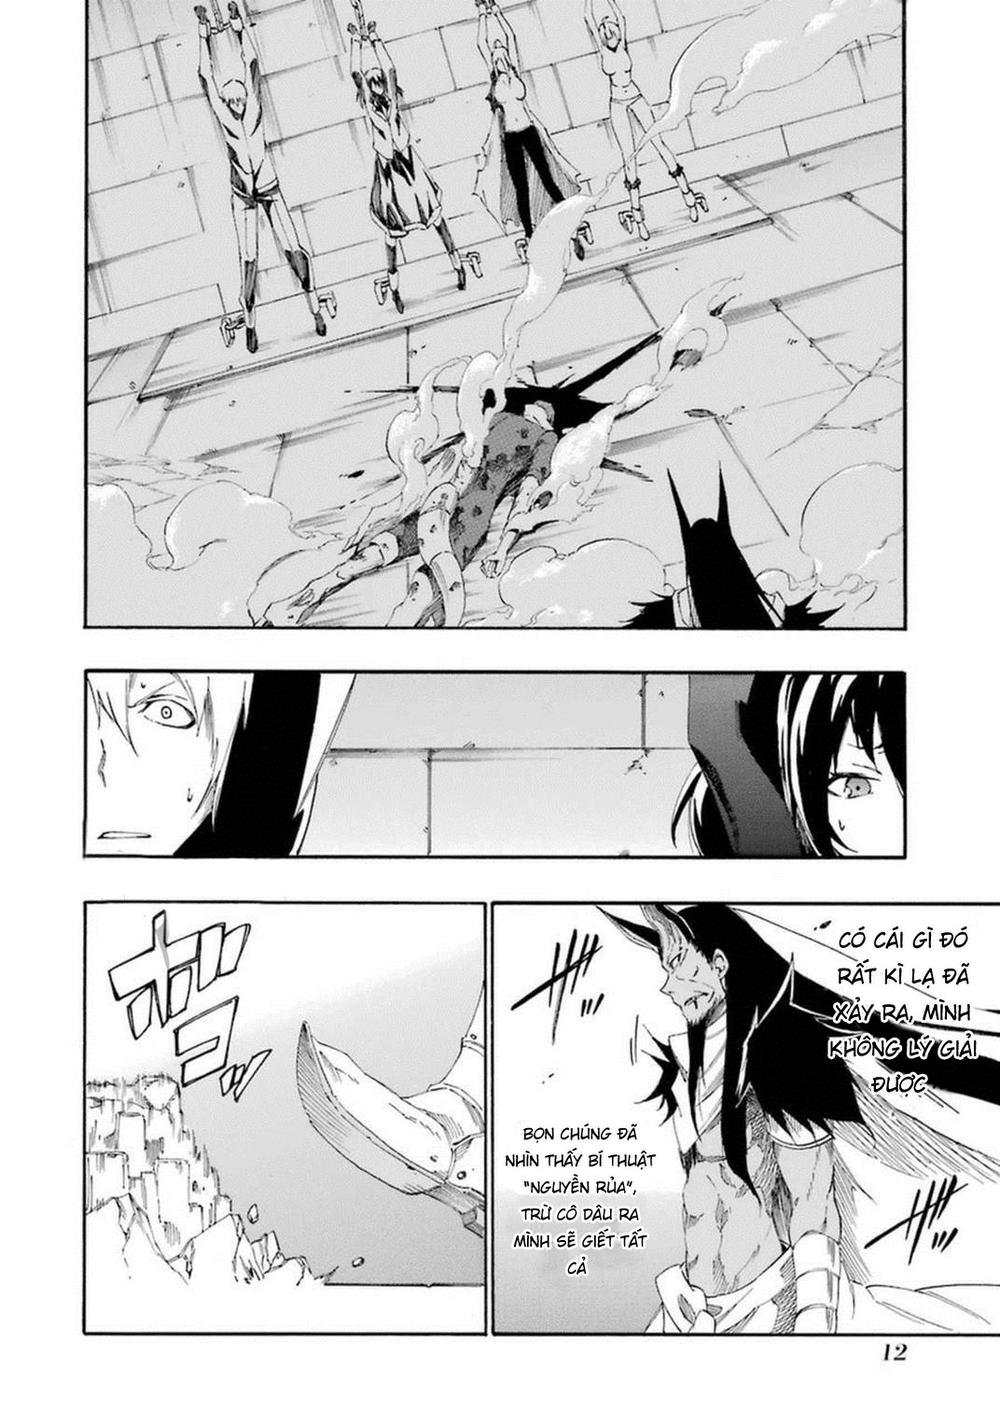 CÓ CÁI GÌ ĐÓ
RẤT KÌ LẠ ĐÃ
XẢY RA, MÌNH
KHÔNG LÝ GIẢI
ĐƯỢC
BỌN CHÚNG ĐÃ
NHÌN THẤY BÍ THUẬT
"NGUYỀN RỦA",
TRỪ CÔ DÂU RA
MÌNH SẼ GIẾT TẤT
CẢ
12